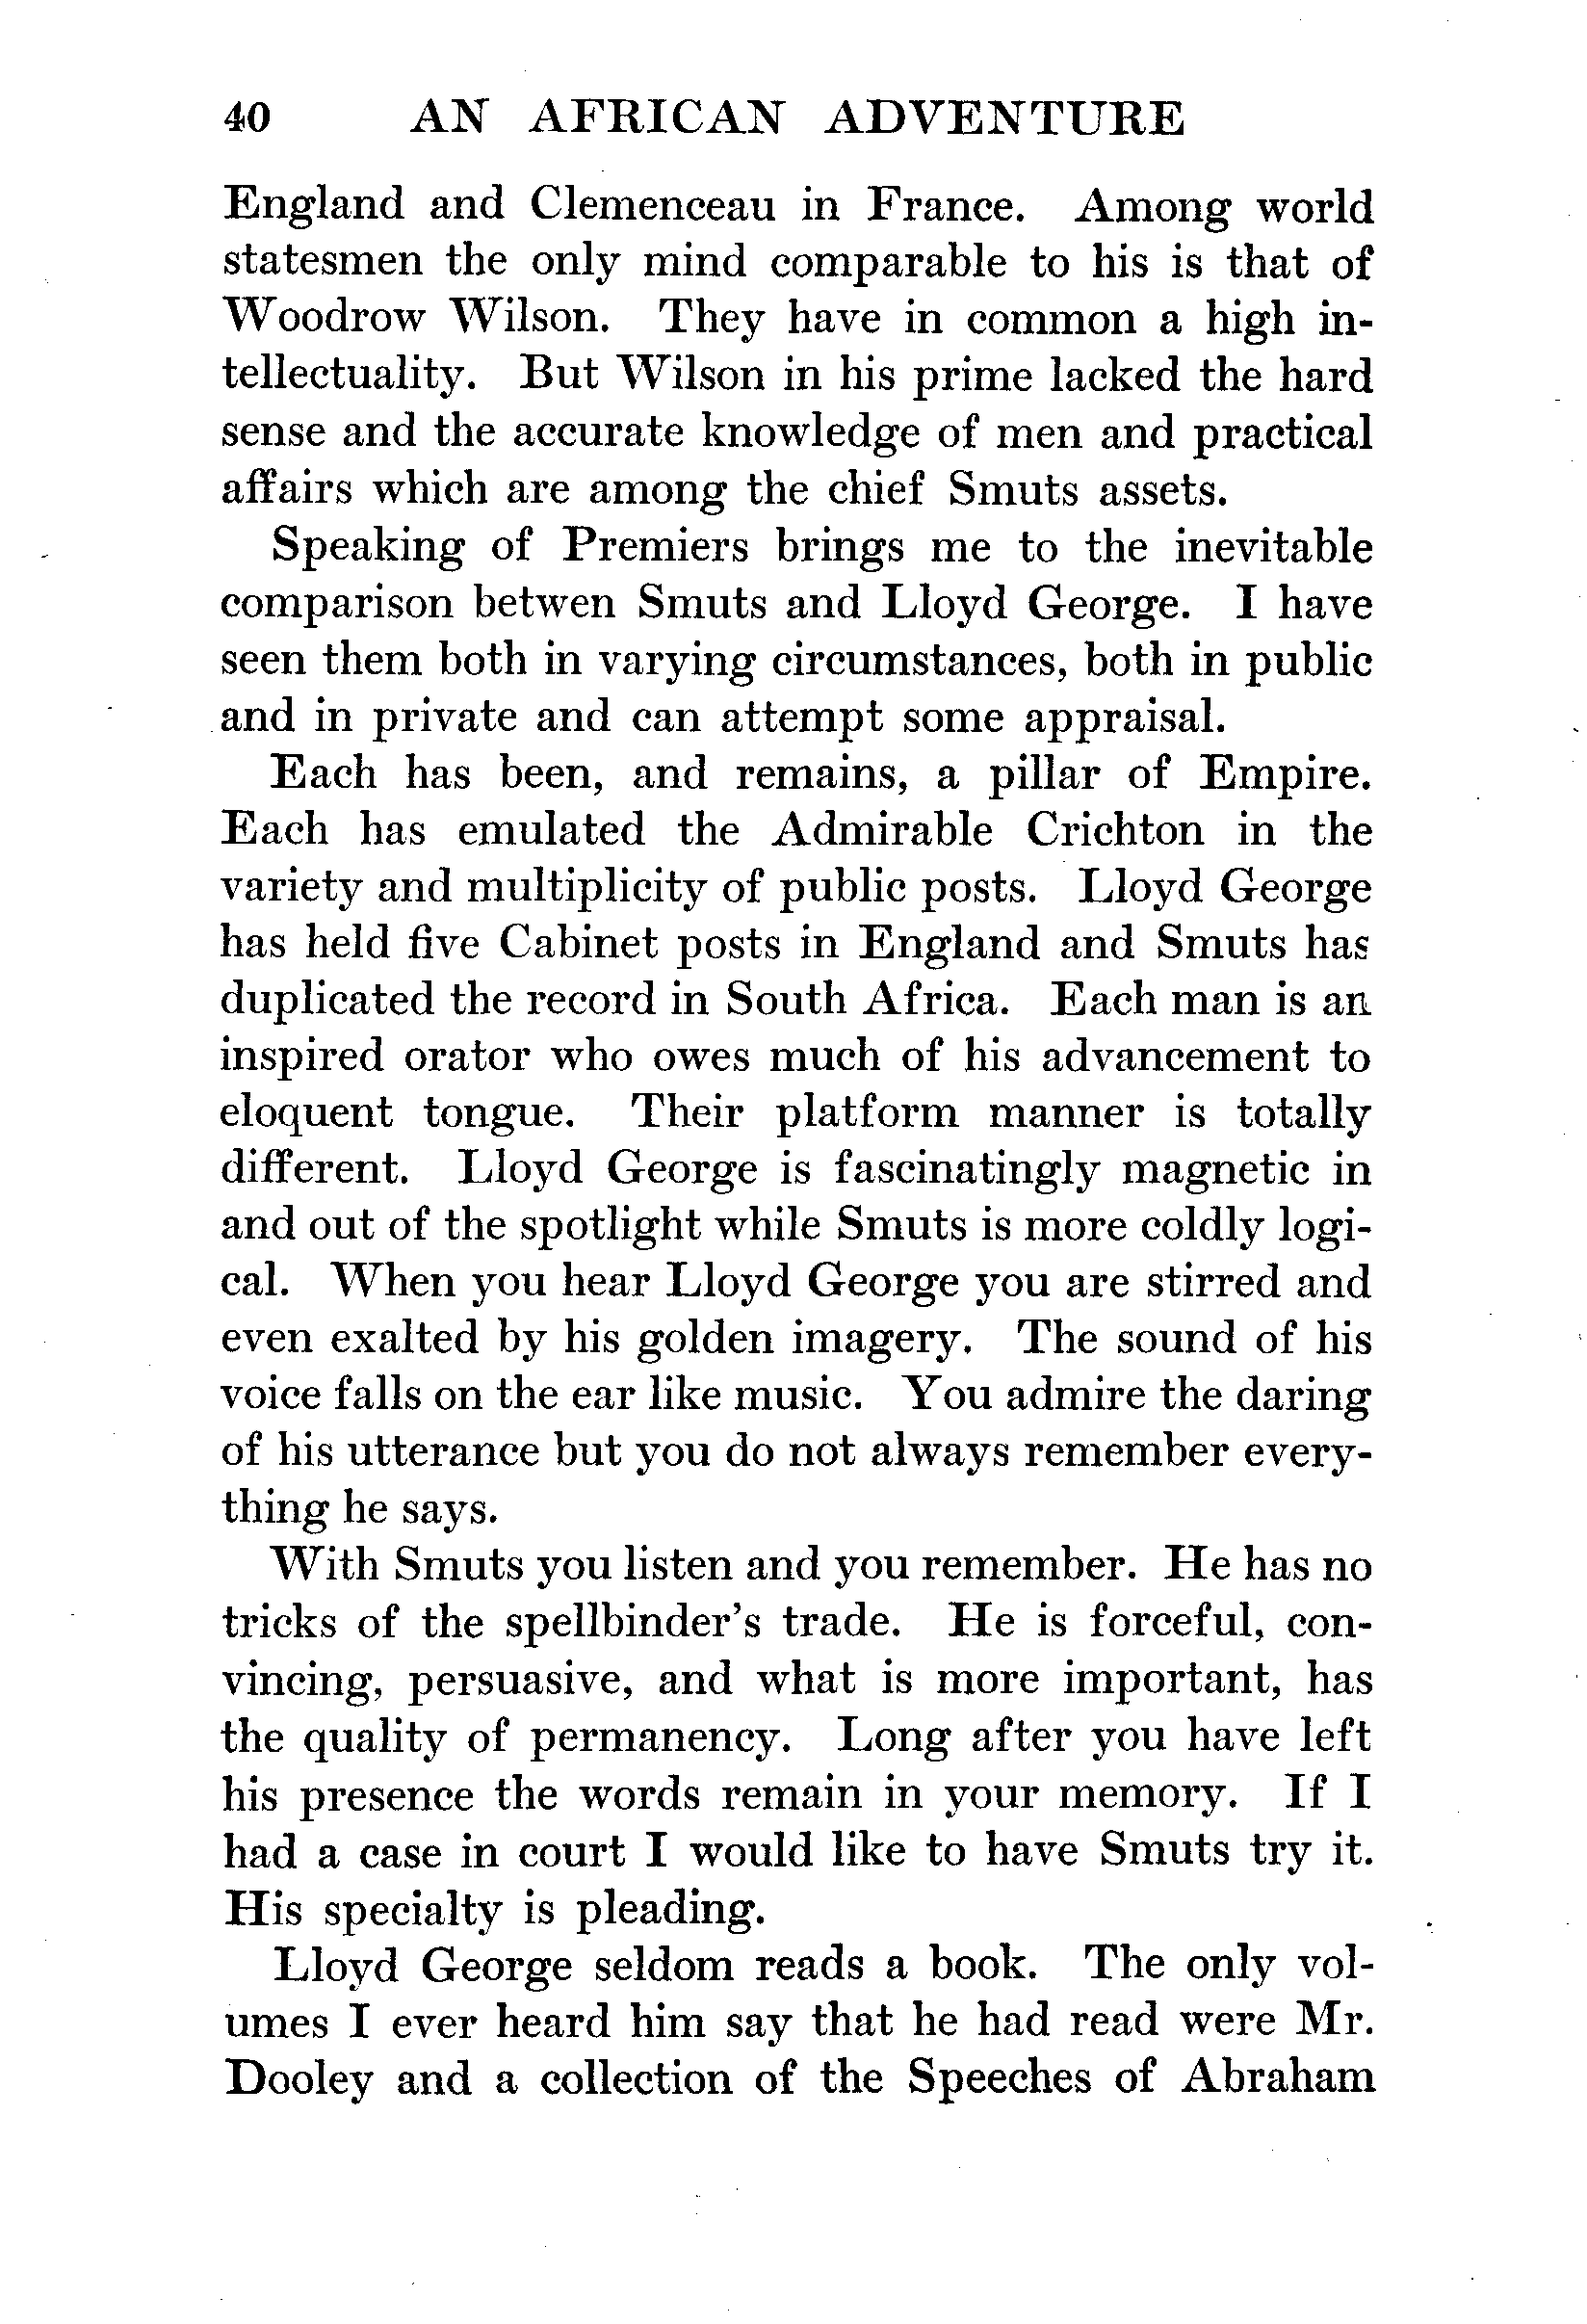 40 AN AFRICAN ADVENTURE
England and Clemenceau in France. Among world
statesmen the only mind comparable to his is that of
Woodrow Wilson. They have in common a high in-
tellectuality. But Wilson in his prime lacked the hard
sense and the accurate knowledge of men and practical
affairs which are among the chief Smuts assets.
Speaking of Premiers brings me to the inevitable
comparison betwen Smuts and Lloyd George. I have
seen them both in varying circumstances, both in public
and in private and can attempt some appraisal.
Each has been, and remains, a pillar of Empire.
Each has emulated the Admirable Crichton in the
variety and multiplicity of public posts. Lloyd George
has held five Cabinet posts in England and Smuts has
duplicated the record in South Africa. Each man is an
inspired orator who owes much of his advancement to
eloquent tongue. Their platform manner is totally
different. Lloyd George is fascinatingly magnetic in
and out of the spotlight while Smuts is more coldly logi-
cal. When you hear Lloyd George you are stirred and
even exalted by his golden imagery. The sound of his
voice falls on the ear like music. You admire the daring
of his utterance but you do not always remember every-
thing he says.
With Smuts you listen and you remember. He has no
tricks of the spellbinder's trade. He is forceful, con-
vincing, persuasive, and what is more important, has
the quality of permanency. Long after you have left
his presence the words remain in your memory. If I
had a case in court I would like to have Smuts try it.
His specialty is pleading.
Lloyd George seldom reads a book. The only vol-
umes I ever heard him say that he had read were Mr.
Dooley and a collection of the Speeches of Abraham